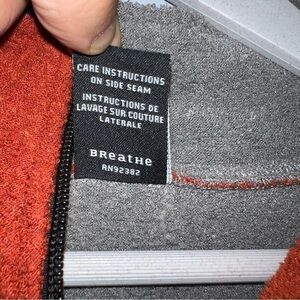 CARE INSTRUCTIONS
ON SIDE SEAM
INSTRUCTIONS DE
LAVAGE SUR COUTURE
LATERALE
BReatHe
RN92382